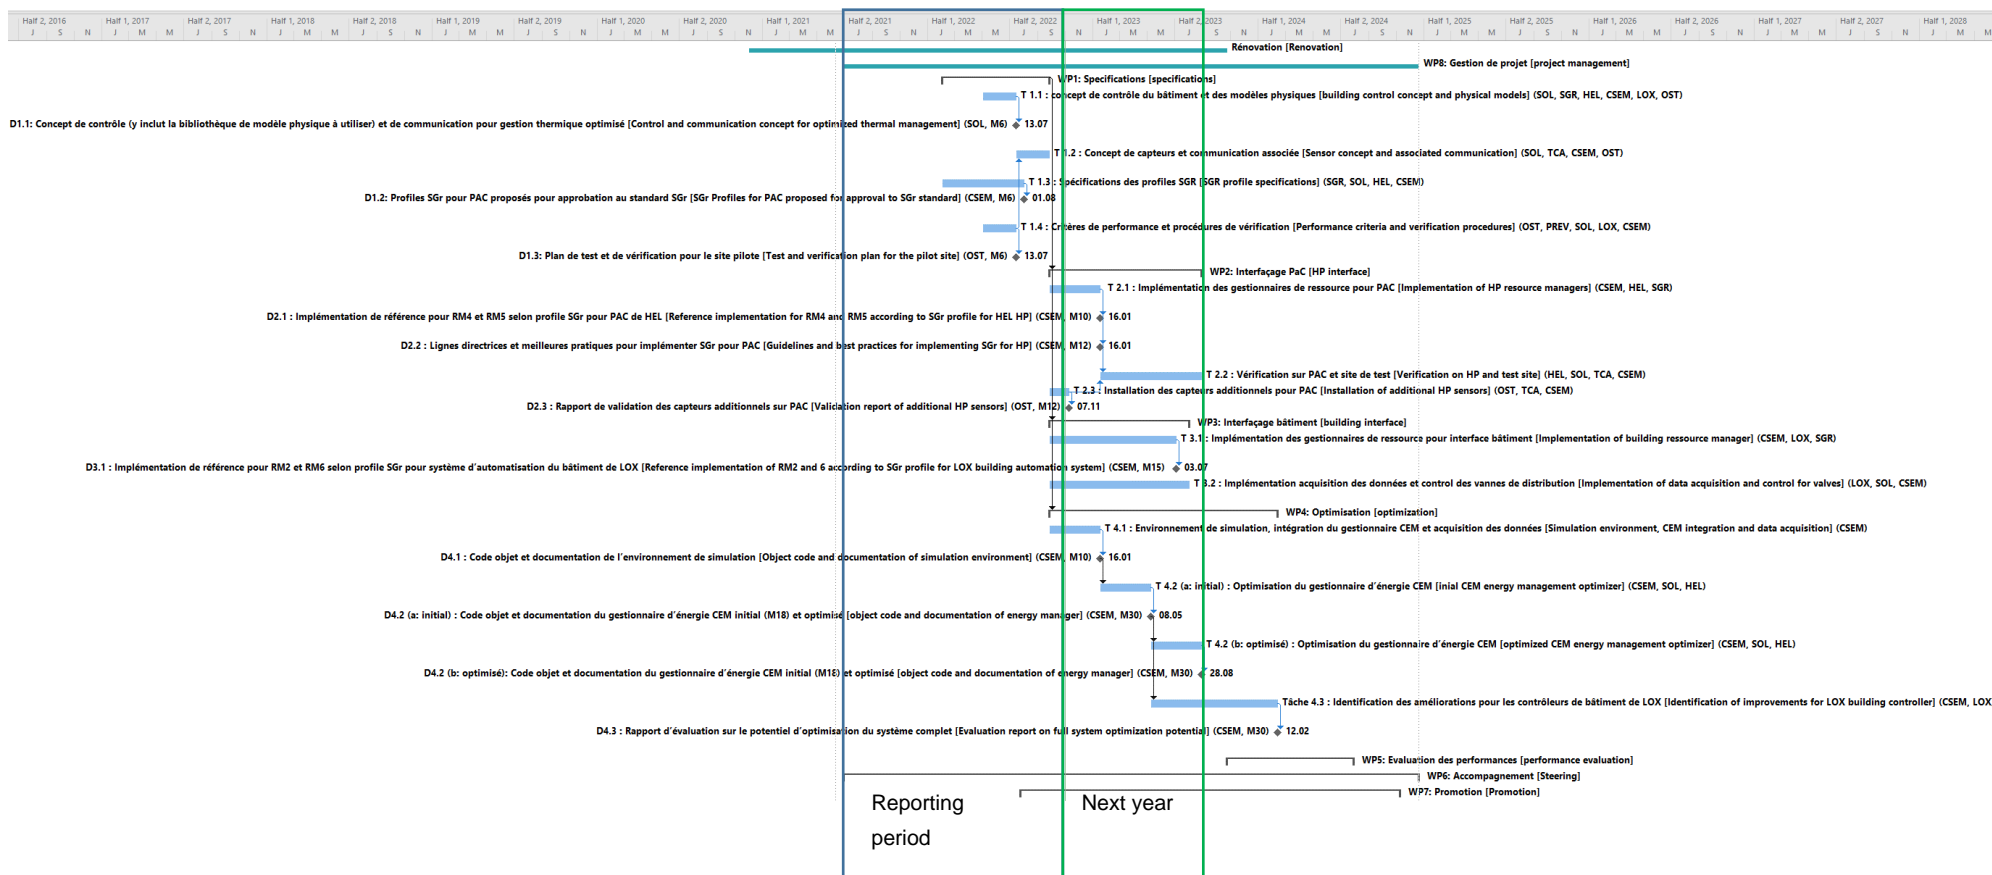 Half 2, 2016 Half 1, 2017 Half 2, 2017 Half 1, 2018 Half 2, 2018 Half 1, 2019 Half 2, 2019 Half 1, 2020 Half 2, 2020 Half 1, 2021 Half 2, 2021 Half 1, 2022 Half 2, 2022 Half 1, 2023 Half 2, 2023 Half 1, 2024 Half 2, 2024 Half 1, 2025 Half 2, 2025 Half 1, 2026 Half 2, 2026 Half 1, 2027 Half 2, 2027 Half 1, 2028
J S N J M M J S N J M M J S N J M M J S N J M M J S N J M M J S N J M M J S N J M M J S N J M M J S N J M M J S N J M M J S N J M M J S N J M M
Rénovation [Renovation]
WP8: Gestion de projet [project management]
WP1: Specifications [specifications]
T 1.1 : concept de contrôle du bâtiment et des modèles physiques [building control concept and physical models] (SOL, SGR, HEL, CSEM, LOX, OST)
D1.1: Concept de contrôle (y inclut la bibliothèque de modèle physique à utiliser) et de communication pour gestion thermique optimisé [Control and communication concept for optimized thermal management] (SOL, M6) 13.07
T 1.2 : Concept de capteurs et communication associée [Sensor concept and associated communication] (SOL, TCA, CSEM, OST)
T 1.3 : Spécifications des profiles SGR [SGR profile specifications] (SGR, SOL, HEL, CSEM)
D1.2: Profiles SGr pour PAC proposés pour approbation au standard SGr [SGr Profiles for PAC proposed for approval to SGr standard] (CSEM, M6) 01.08
T 1.4 : Critères de performance et procédures de vérification [Performance criteria and verification procedures] (OST, PREV, SOL, LOX, CSEM)
D1.3: Plan de test et de vérification pour le site pilote [Test and verification plan for the pilot site] (OST, M6) 13.07
WP2: Interfaçage PaC [HP interface]
T 2.1 : Implémentation des gestionnaires de ressource pour PAC [Implementation of HP resource managers] (CSEM, HEL, SGR)
D2.1 : Implémentation de référence pour RM4 et RM5 selon profile SGr pour PAC de HEL [Reference implementation for RM4 and RM5 according to SGr profile for HEL HP] (CSEM, M10) 16.01
D2.2 : Lignes directrices et meilleures pratiques pour implémenter SGr pour PAC [Guidelines and best practices for implementing SGr for HP] (CSEM, M12) 16.01
T 2.2 : Vérification sur PAC et site de test [Verification on HP and test site] (HEL, SOL, TCA, CSEM)
T 2.3 : Installation des capteurs additionnels pour PAC [Installation of additional HP sensors] (OST, TCA, CSEM)
D2.3 : Rapport de validation des capteurs additionnels sur PAC [Validation report of additional HP sensors] (OST, M12) 07.11
WP3: Interfaçage bâtiment [building interface]
T 3.1 : Implémentation des gestionnaires de ressource pour interface bâtiment [Implementation of building ressource manager] (CSEM, LOX, SGR)
D3.1 : Implémentation de référence pour RM2 et RM6 selon profile SGr pour système d'automatisation du bâtiment de LOX [Reference implementation of RM2 and 6 according to SGr profile for LOX building automation system] (CSEM, M15) 03.07
T 3.2 : Implémentation acquisition des données et control des vannes de distribution [Implementation of data acquisition and control for valves] (LOX, SOL, CSEM)
WP4: Optimisation [optimization]
T 4.1 : Environnement de simulation, intégration du gestionnaire CEM et acquisition des données [Simulation environment, CEM integration and data acquisition] (CSEM)
D4.1 : Code objet et documentation de l'environnement de simulation [Object code and documentation of simulation environment] (CSEM, M10) 16.01
T 4.2 (a: initial) : Optimisation du gestionnaire d'énergie CEM [inial CEM energy management optimizer] (CSEM, SOL, HEL)
D4.2 (a: initial) : Code objet et documentation du gestionnaire d'énergie CEM initial (M18) et optimisé [object code and documentation of energy manager] (CSEM, M30) 08.05
T 4.2 (b: optimisé) : Optimisation du gestionnaire d'énergie CEM [optimized CEM energy management optimizer] (CSEM, SOL, HEL)
D4.2 (b: optimisé): Code objet et documentation du gestionnaire d'énergie CEM initial (M18) et optimisé [object code and documentation of energy manager] (CSEM, M30) 28.08
Tâche 4.3 : Identification des améliorations pour les contrôleurs de bâtiment de LOX [Identification of improvements for LOX building controller] (CSEM, LOX
D4.3 : Rapport d'évaluation sur le potentiel d'optimisation du système complet [Evaluation report on full system optimization potential] (CSEM, M30) 12.02
WP5: Evaluation des performances [performance evaluation]
WP6: Accompagnement [Steering]
WP7: Promotion [Promotion]
Reporting Next year
period